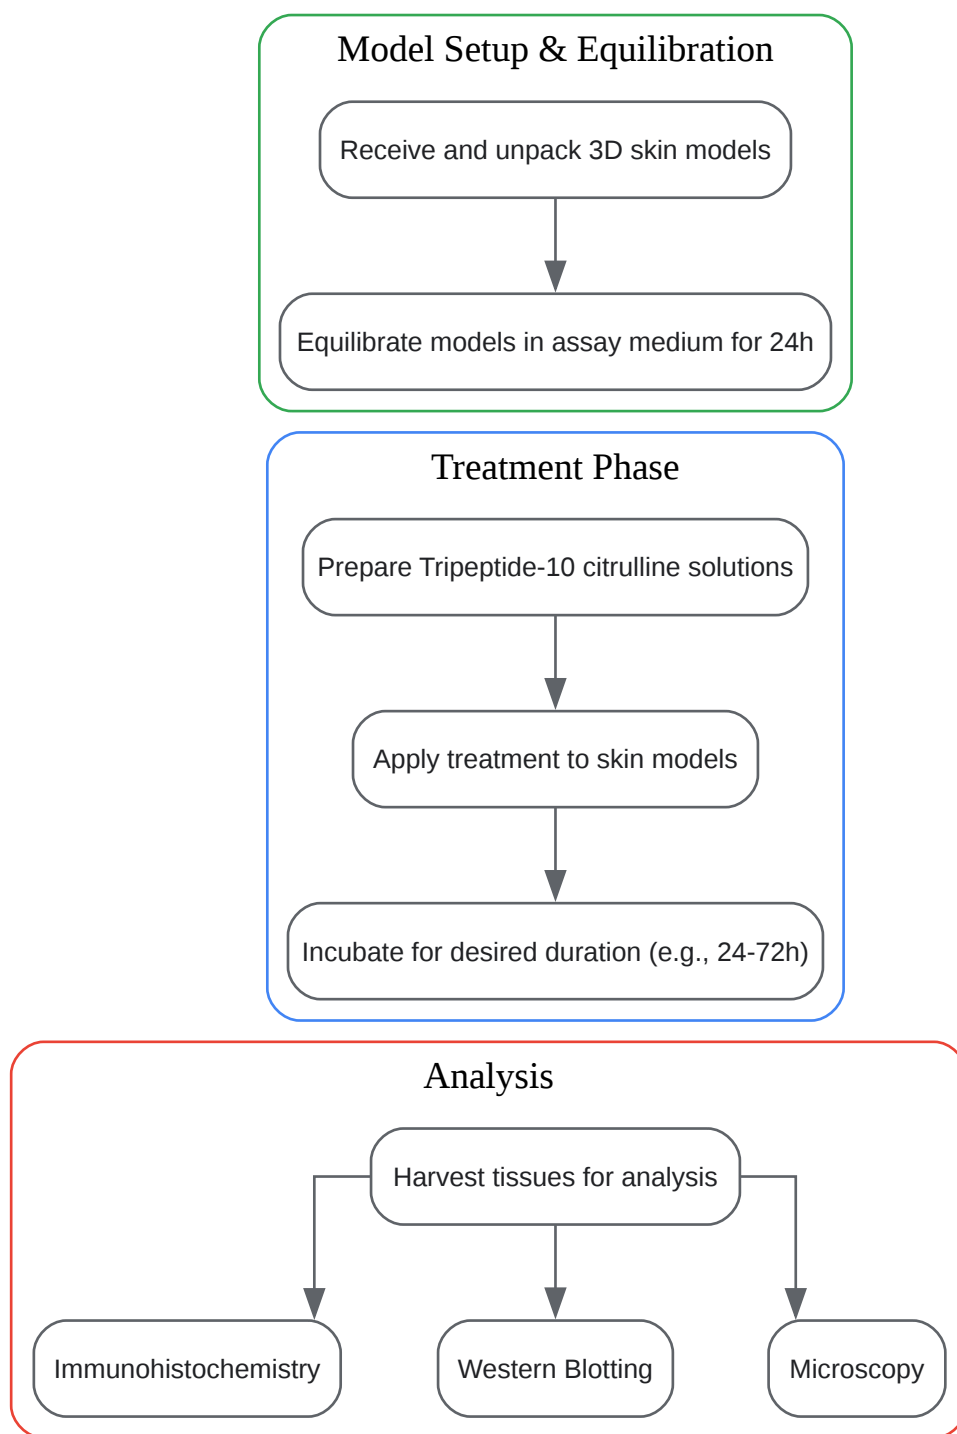 Model Setup & Equilibration
Receive and unpack 3D skin models
Equilibrate models in assay medium for 24h
Treatment Phase
Prepare Tripeptide-10 citrulline solutions
Apply treatment to skin models
Incubate for desired duration (e.g., 24-72h)
Analysis
Harvest tissues for analysis
Immunohistochemistry
Western Blotting
Microscopy